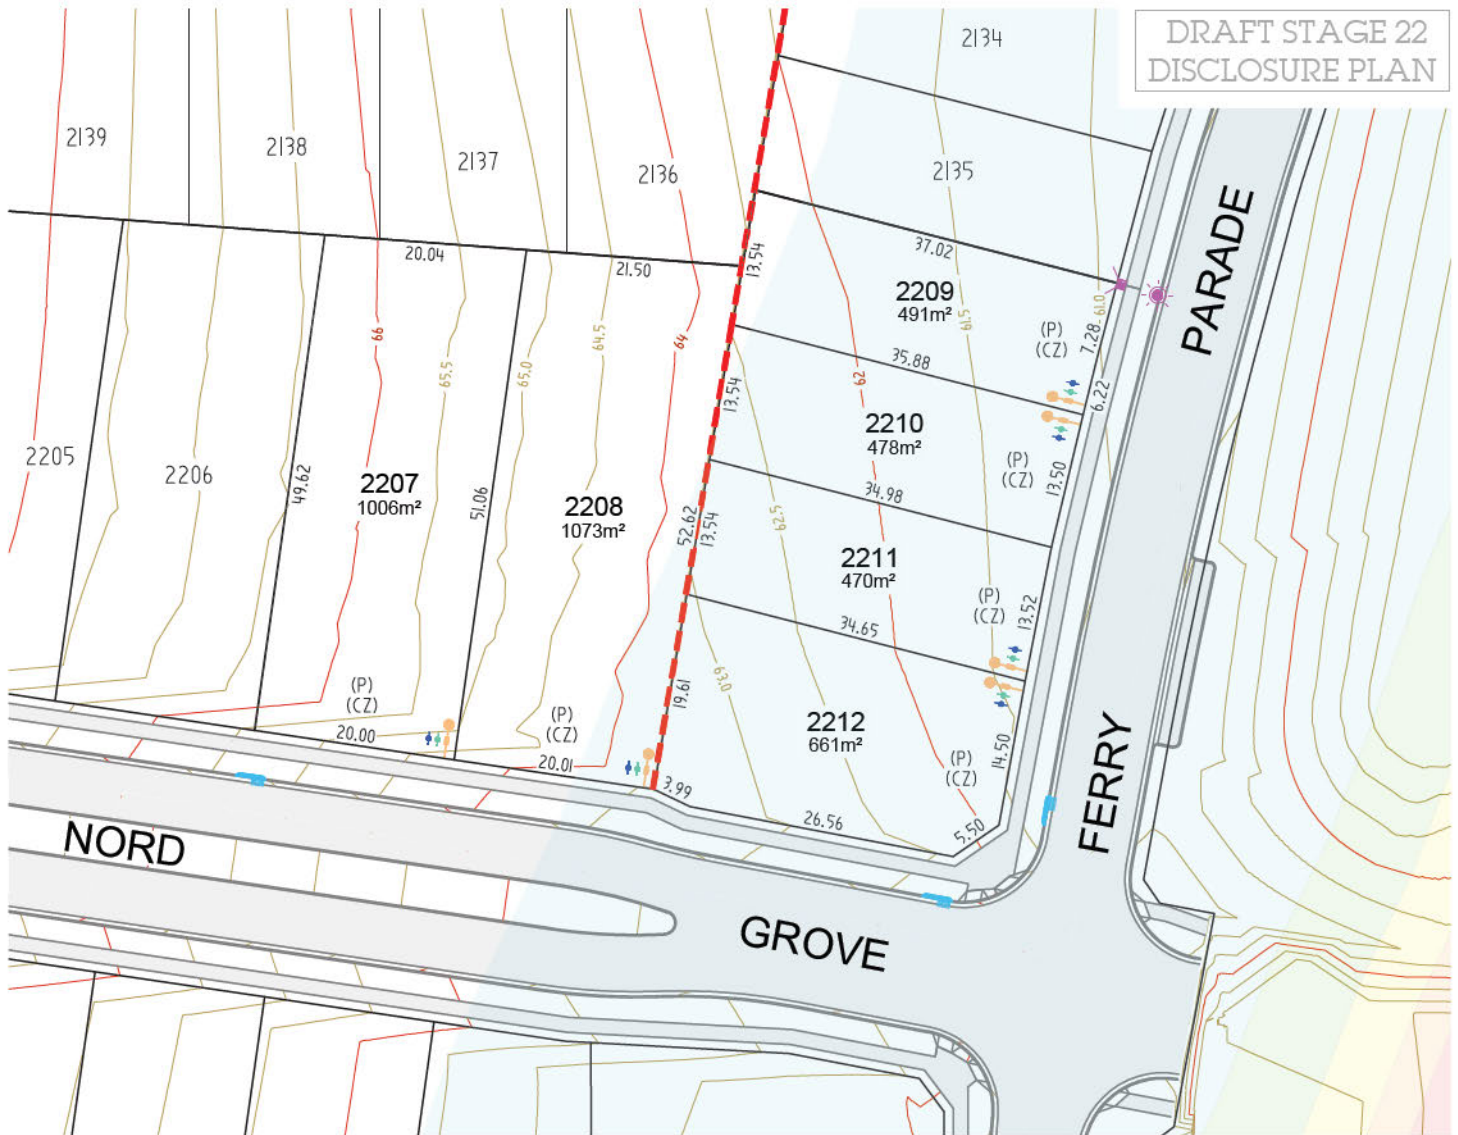 DRAFT STAGE 22
DISCLOSURE PLAN
2134
2139
2138
2137
2136
2135
20.04
21.50
13.54
37.02
2209
491m²
61.5
61.0
(P)
(CZ)
7.28
6.22
PARADE
66
65.5
65.0
64.5
64
13.54
35.88
62
2210
478m²
(P)
(CZ)
13.50
2205
2206
49.62
2207
1006m²
51.06
2208
1073m²
52.62
13.54
34.98
62.5
2211
470m²
(P)
(CZ)
13.52
34.65
19.61
63.0
2212
661m²
(P)
(CZ)
14.50
(P)
(CZ)
20.00
(P)
(CZ)
20.01
3.99
26.56
5.50
FERRY
NORD
GROVE